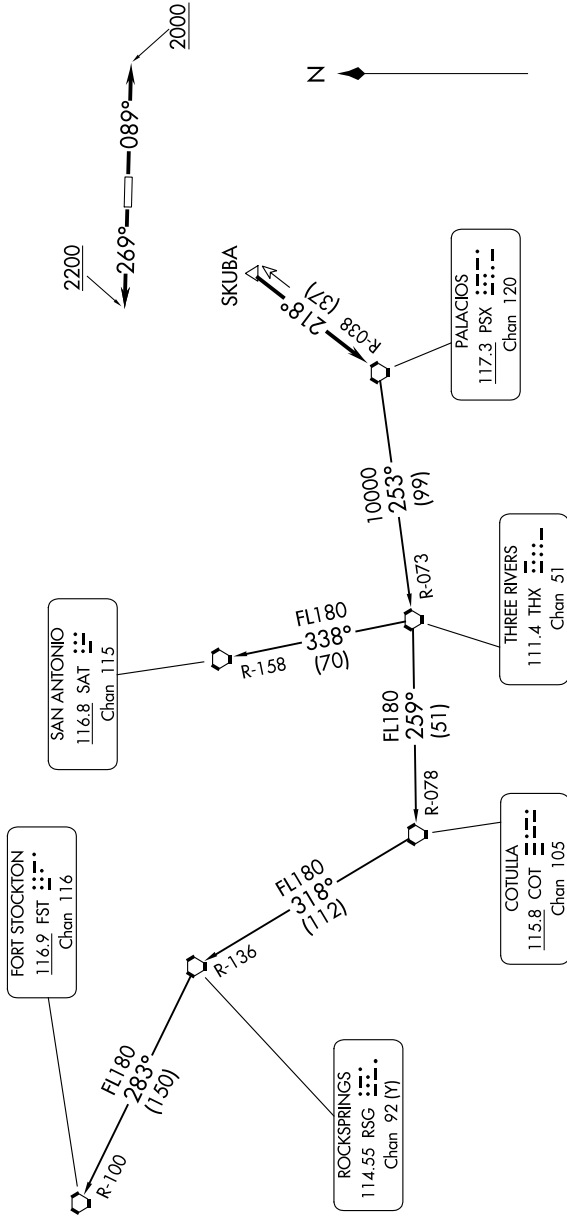 2000
089°
269°
2200
N
SKUBA
218°
R-038
(37)
PALACIOS
117.3 PSX
Chan 120
10000
253°
(99)
R-073
SAN ANTONIO
116.8 SAT
Chan 115
R-158
FL180
338°
(70)
THREE RIVERS
111.4 THX
Chan 51
FL180
259°
(51)
R-078
COTULLA
115.8 COT
Chan 105
FL180
318°
(112)
R-136
FORT STOCKTON
116.9 FST
Chan 116
FL180
283°
(150)
R-100
ROCKSPRINGS
114.55 RSG
Chan 92 (Y)